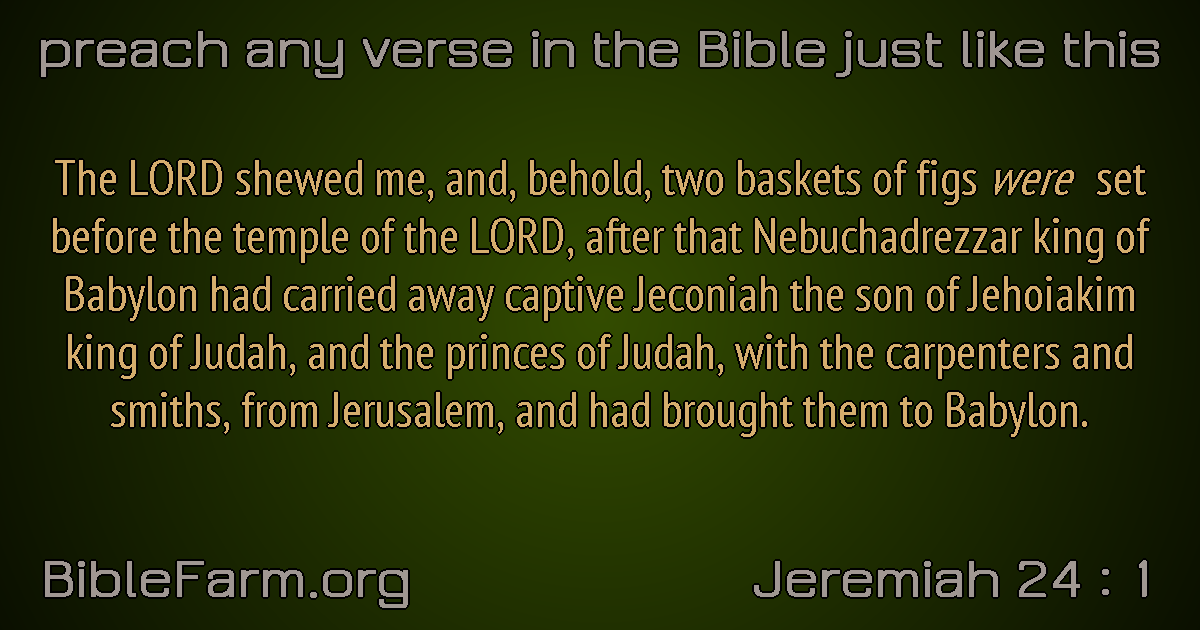 preach any verse in the Bible just like this
The LORD shewed me, and, behold, two baskets of figs were set
before the temple of the LORD, after that Nebuchadrezzar king of
Babylon had carried away captive Jeconiah the son of Jehoiakim
king of Judah, and the princes of Judah, with the carpenters and
smiths, from Jerusalem, and had brought them to Babylon.
BibleFarm.org
Jeremiah 24 : 1